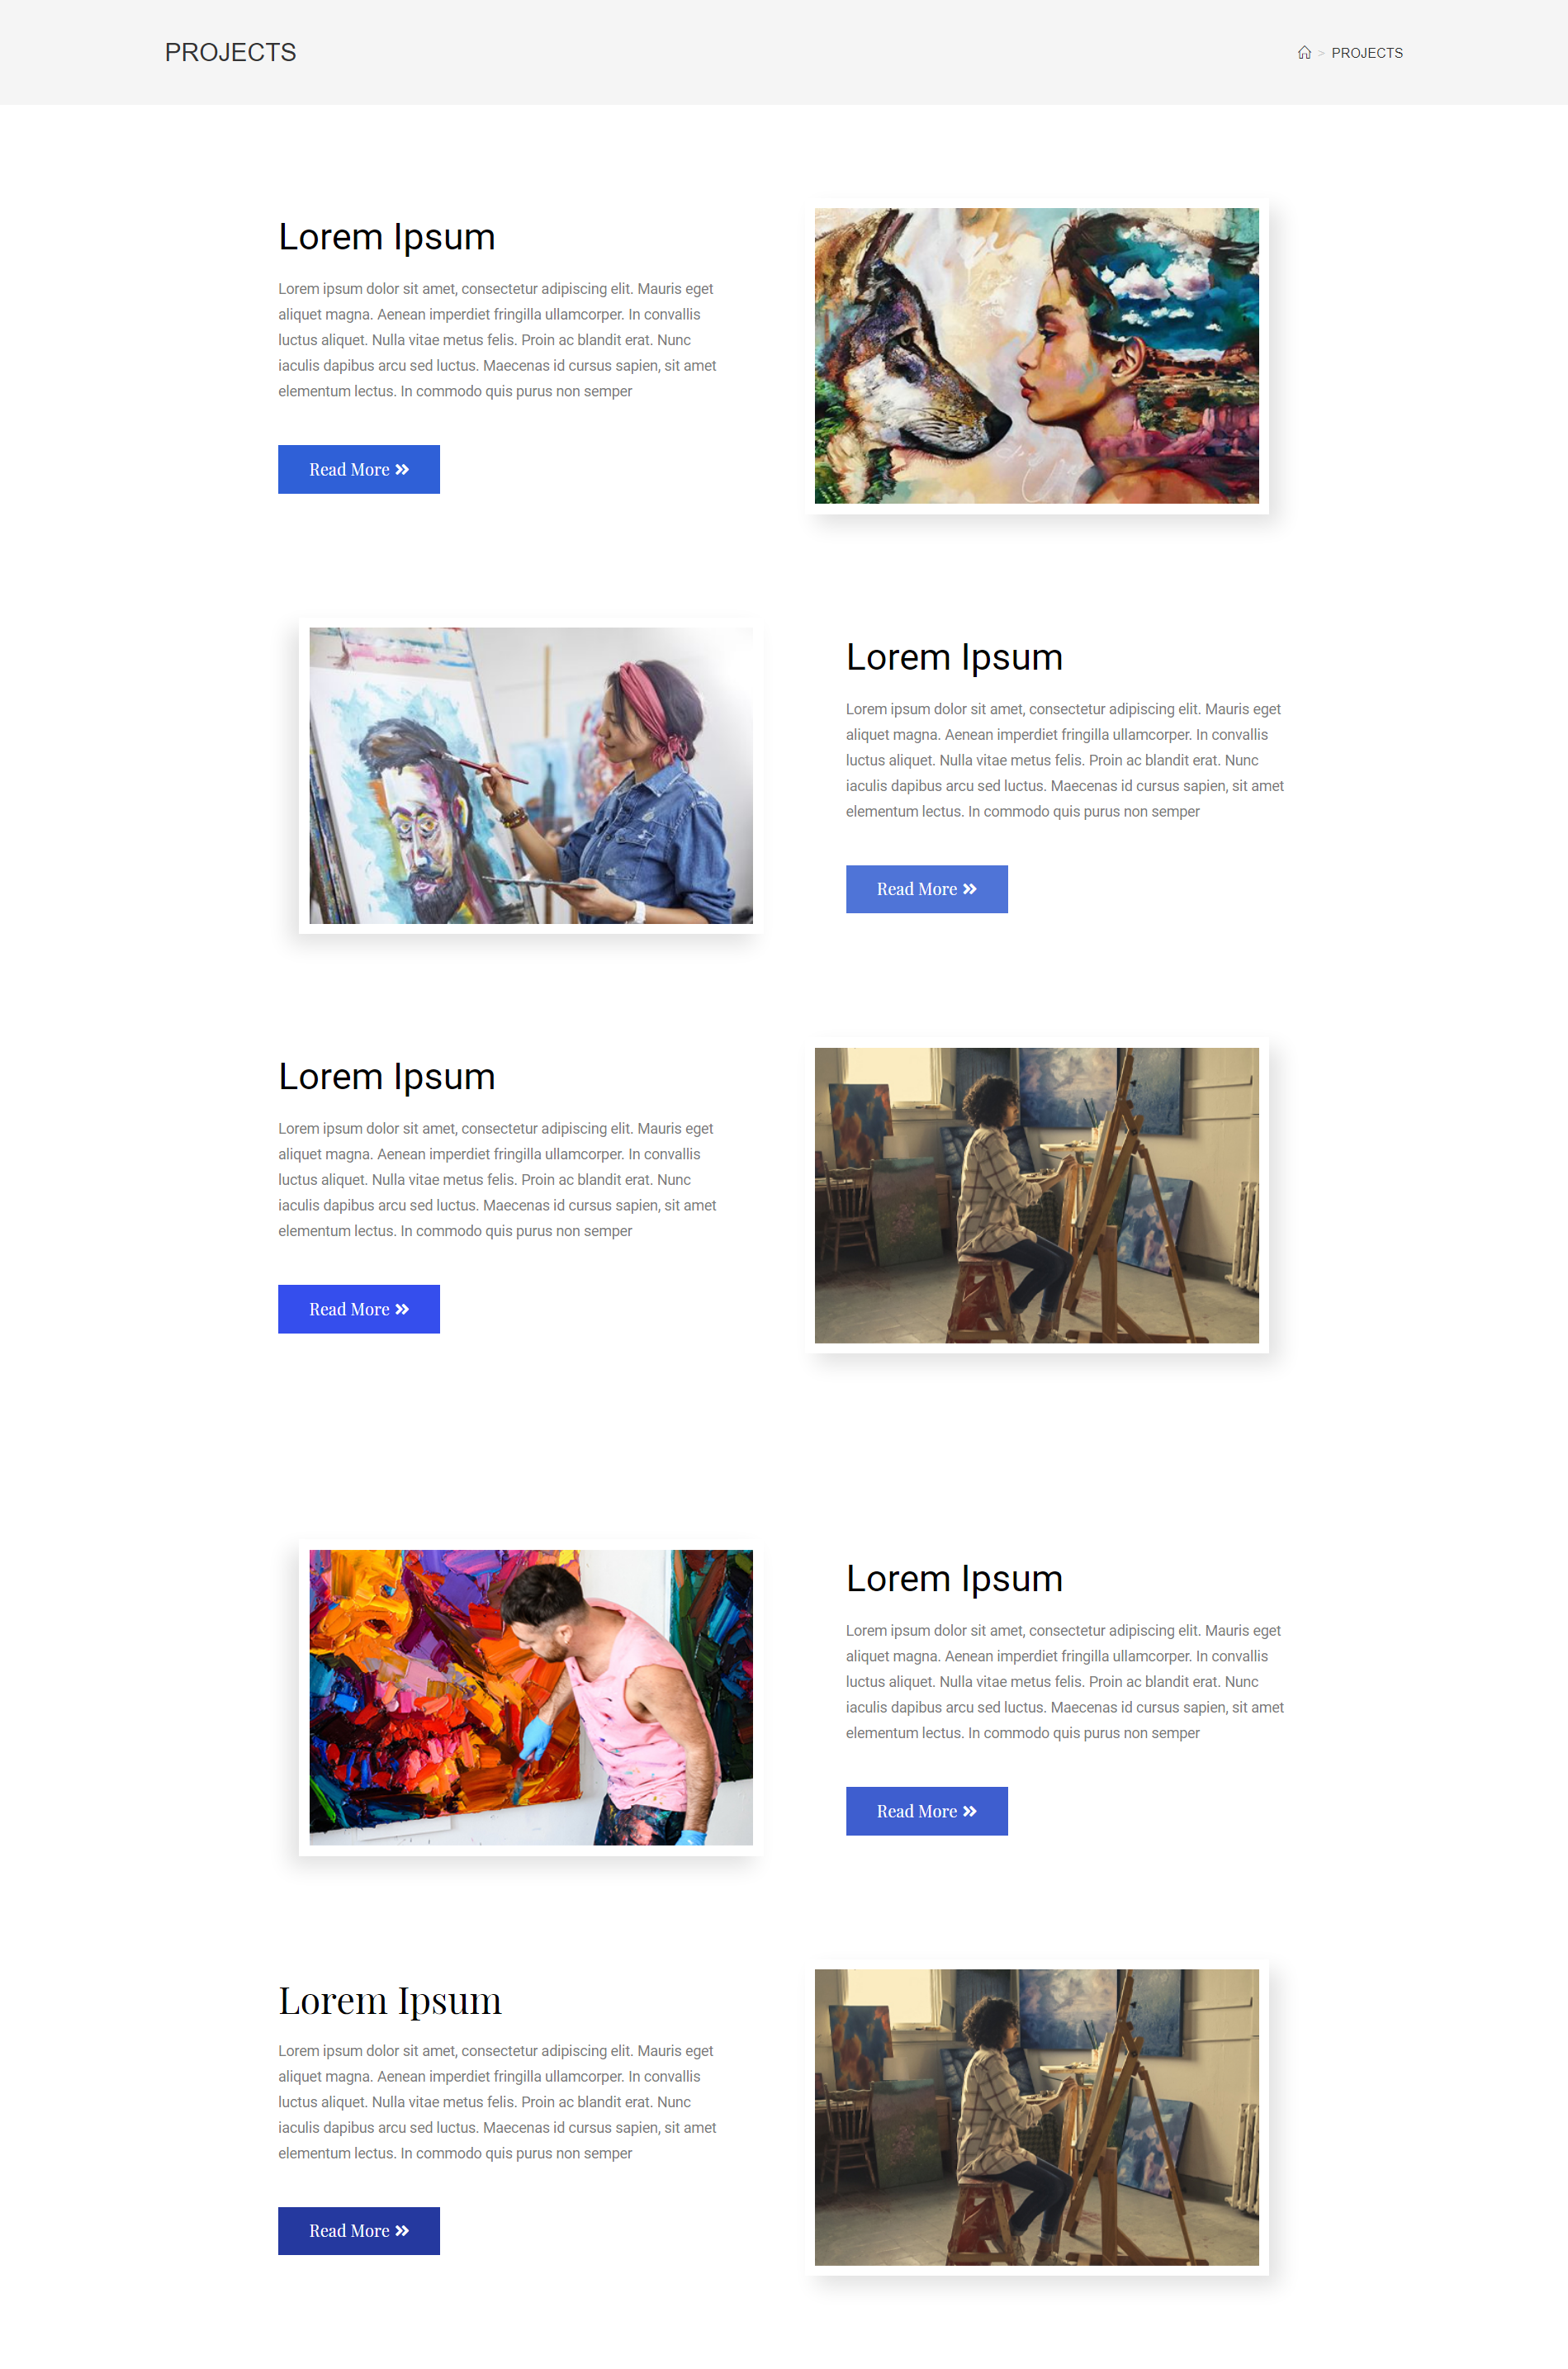 PROJECTS
> PROJECTS
Lorem Ipsum
Lorem ipsum dolor sit amet, consectetur adipiscing elit. Mauris eget
aliquet magna. Aenean imperdiet fringilla ullamcorper. In convallis
luctus aliquet. Nulla vitae metus felis. Proin ac blandit erat. Nunc
iaculis dapibus arcu sed luctus. Maecenas id cursus sapien, sit amet
elementum lectus. In commodo quis purus non semper
Read More »
Lorem Ipsum
Lorem ipsum dolor sit amet, consectetur adipiscing elit. Mauris eget
aliquet magna. Aenean imperdiet fringilla ullamcorper. In convallis
luctus aliquet. Nulla vitae metus felis. Proin ac blandit erat. Nunc
iaculis dapibus arcu sed luctus. Maecenas id cursus sapien, sit amet
elementum lectus. In commodo quis purus non semper
Read More »
Lorem Ipsum
Lorem ipsum dolor sit amet, consectetur adipiscing elit. Mauris eget
aliquet magna. Aenean imperdiet fringilla ullamcorper. In convallis
luctus aliquet. Nulla vitae metus felis. Proin ac blandit erat. Nunc
iaculis dapibus arcu sed luctus. Maecenas id cursus sapien, sit amet
elementum lectus. In commodo quis purus non semper
Read More »
Lorem Ipsum
Lorem ipsum dolor sit amet, consectetur adipiscing elit. Mauris eget
aliquet magna. Aenean imperdiet fringilla ullamcorper. In convallis
luctus aliquet. Nulla vitae metus felis. Proin ac blandit erat. Nunc
iaculis dapibus arcu sed luctus. Maecenas id cursus sapien, sit amet
elementum lectus. In commodo quis purus non semper
Read More »
Lorem Ipsum
Lorem ipsum dolor sit amet, consectetur adipiscing elit. Mauris eget
aliquet magna. Aenean imperdiet fringilla ullamcorper. In convallis
luctus aliquet. Nulla vitae metus felis. Proin ac blandit erat. Nunc
iaculis dapibus arcu sed luctus. Maecenas id cursus sapien, sit amet
elementum lectus. In commodo quis purus non semper
Read More »